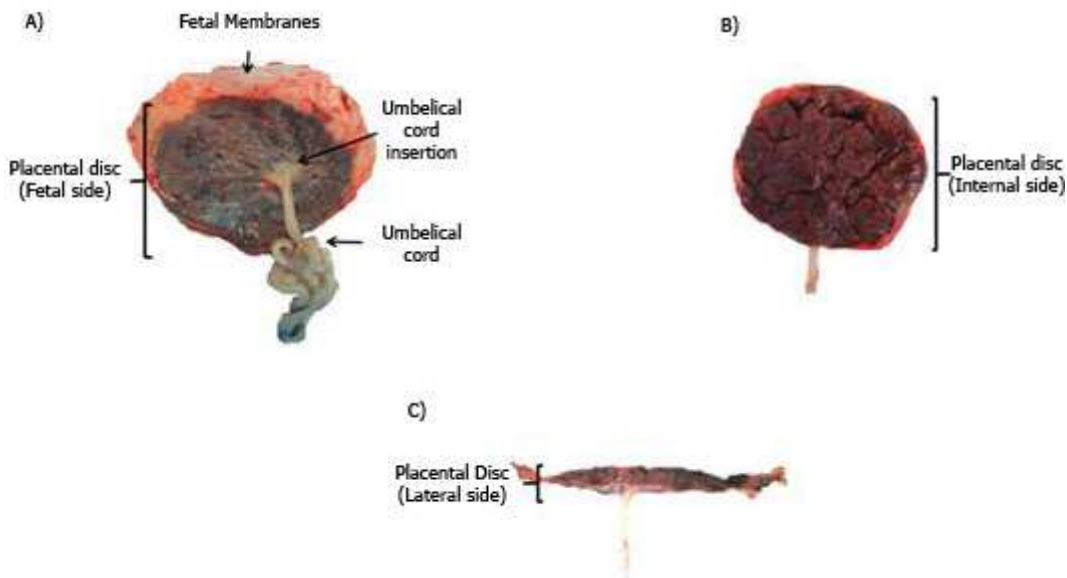 A)
Fetal Membranes
Umbelical
cord
insertion
Placental disc
(Fetal side)
Umbelical
cord
B)
Placental disc
(Internal side)
C)
Placental Disc
(Lateral side)